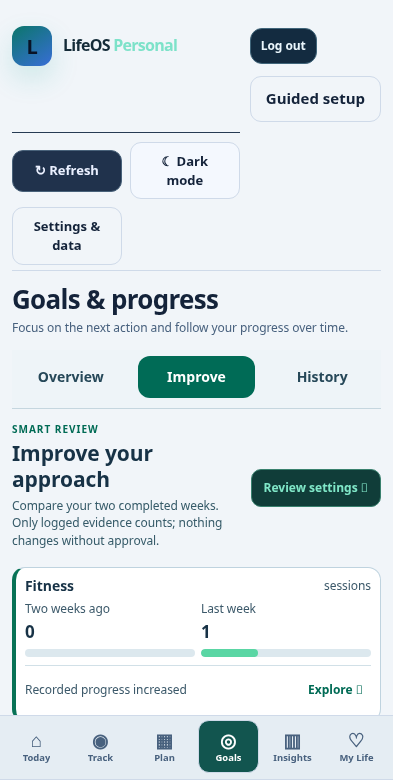 L
LifeOS Personal
Log out
Guided setup
↻ Refresh
☾ Dark
mode
Settings &
data
Goals & progress
Focus on the next action and follow your progress over time.
Overview
Improve
History
SMART REVIEW
Improve your
approach
Compare your two completed weeks.
Only logged evidence counts; nothing
changes without approval.
Review settings
Fitness
sessions
Two weeks ago
Last week
0
1
Recorded progress increased
Explore
Today
Track
Plan
Goals
Insights
My Life